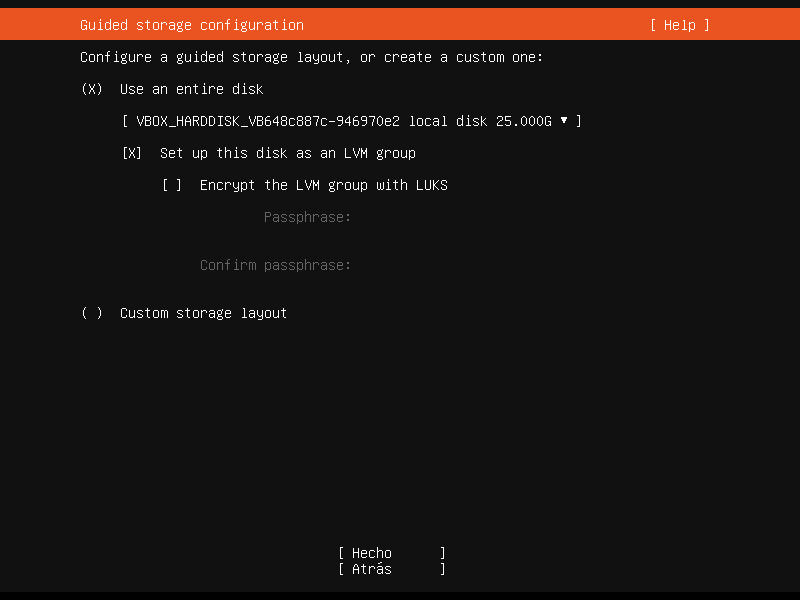 Guided storage configuration [ Help ]
Configure a guided storage layout, or create a custom one:
(X) Use an entire disk
[ VBOX_HARDDISK_VB648c887c-946970e2 local disk 25.000G ▾ ]
[X] Set up this disk as an LVM group
[ ] Encrypt the LVM group with LUKS
Passphrase:
Confirm passphrase:
( ) Custom storage layout
[ Hecho ]
[ Atrás ]